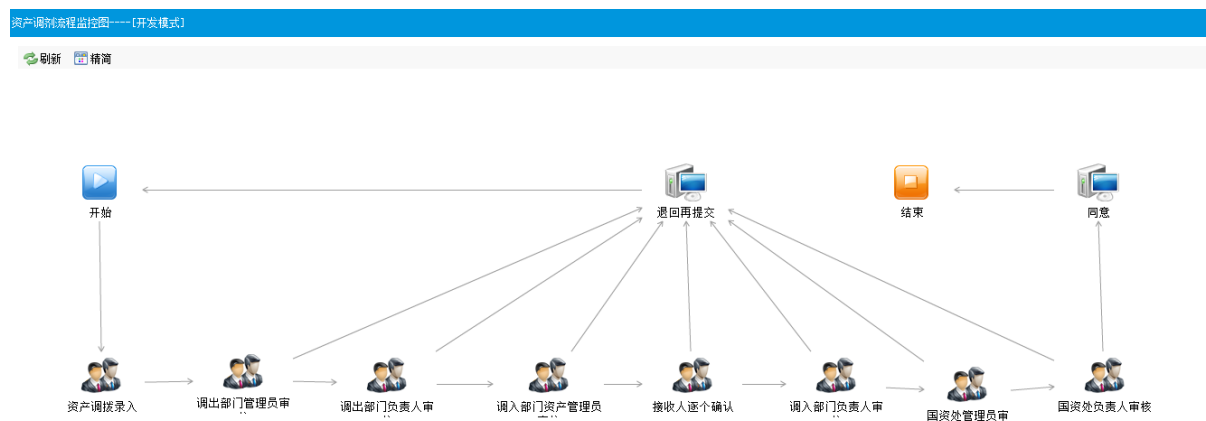 资产调剂流程监控图----[开发模式]
刷新 精简
开始
退回再提交
结束
同意
资产调拨录入
调出部门管理员审
调出部门负责人审
调入部门资产管理员
接收人逐个确认
调入部门负责人审
国资处管理员审
国资处负责人审核